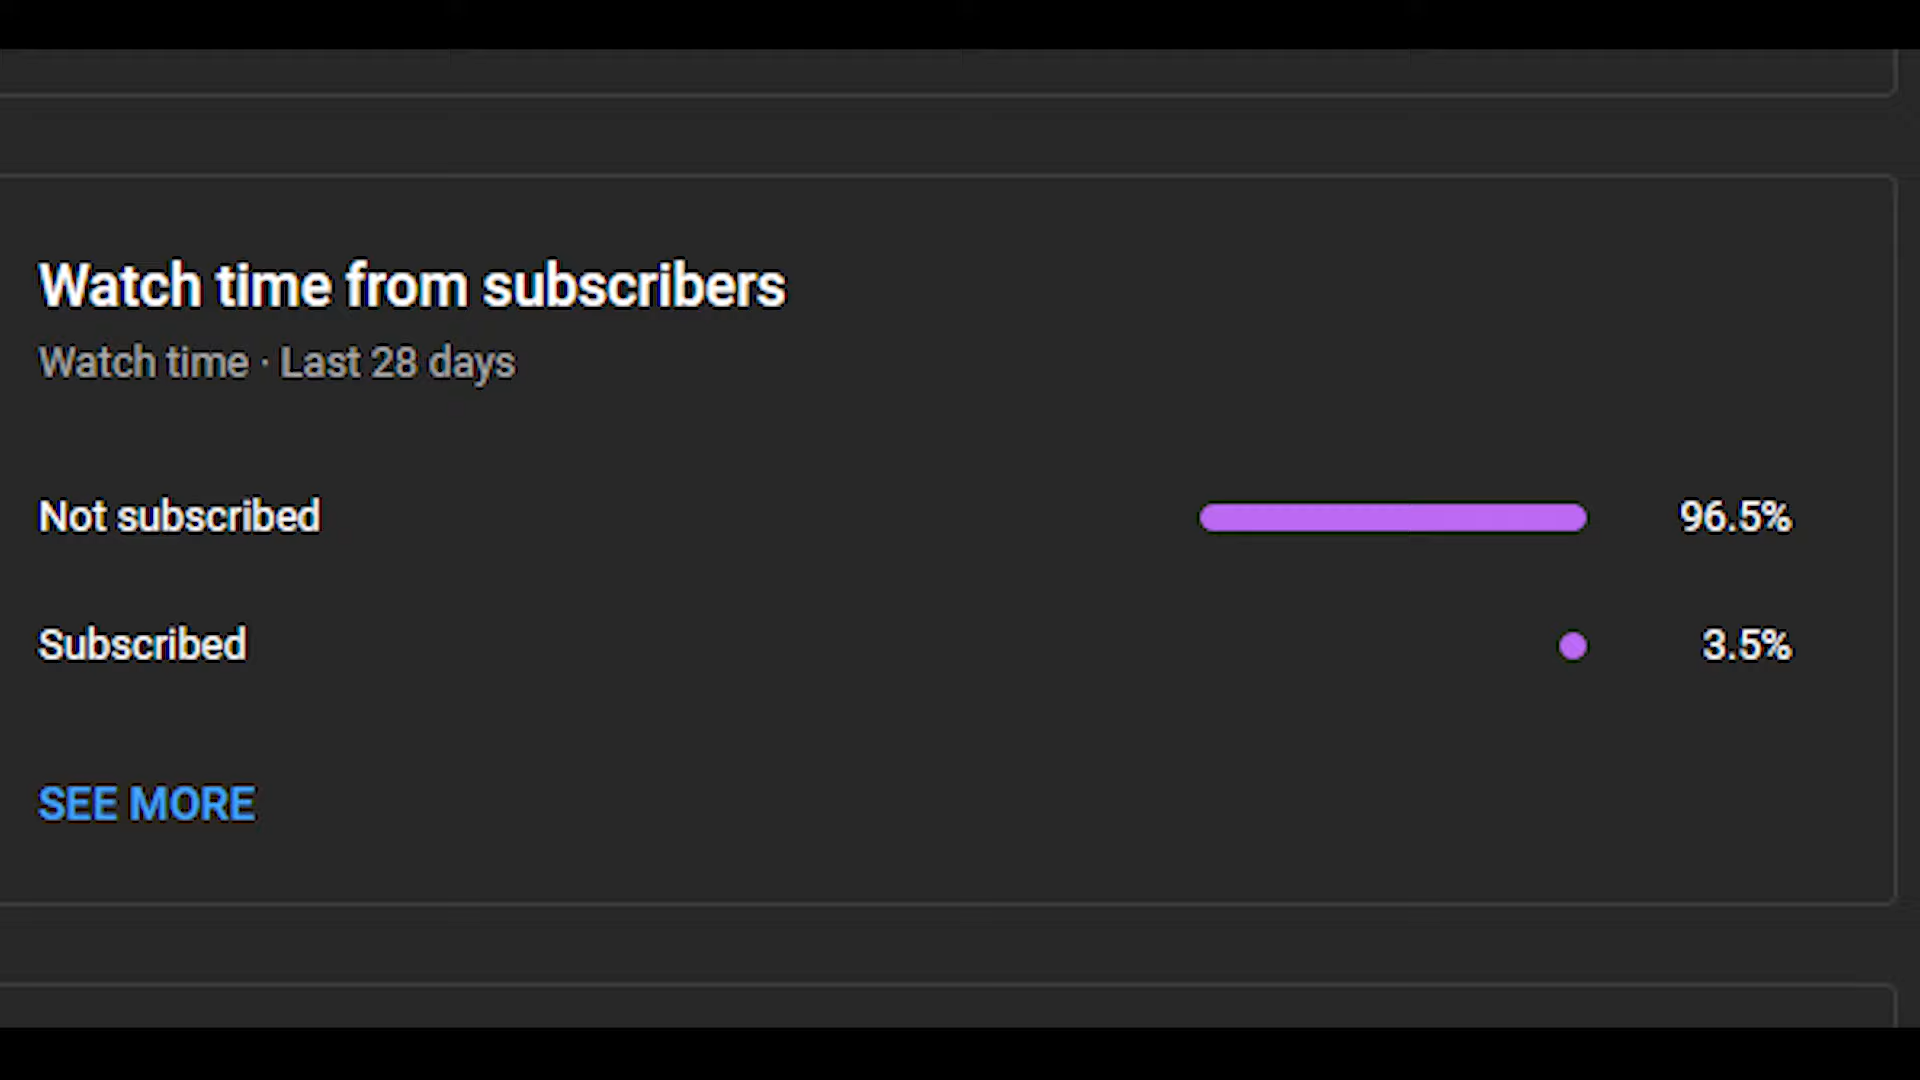 Watch time from subscribers
Watch time · Last 28 days
Not subscribed 96.5%
Subscribed 3.5%
SEE MORE